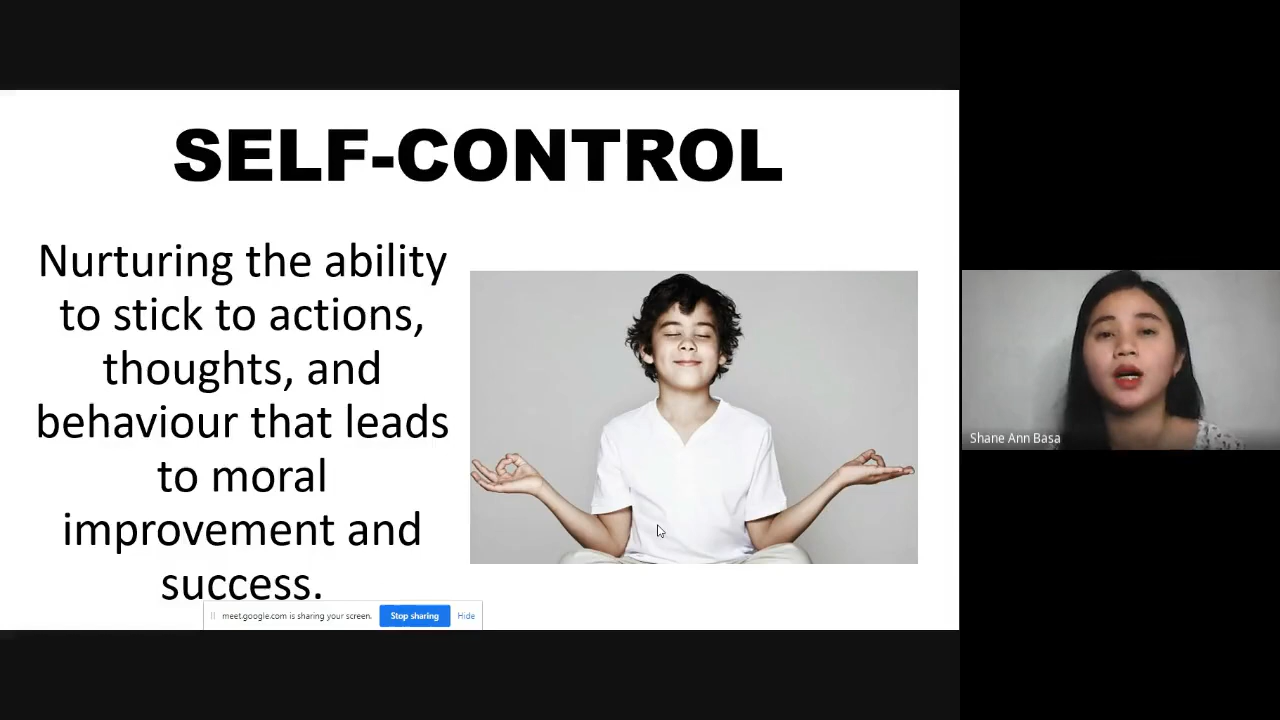 SELF-CONTROL
Nurturing the ability
to stick to actions,
thoughts, and
behaviour that leads
to moral
improvement and
success.
meet.google.com is sharing your screen. Stop sharing Hide
Shane Ann Basa